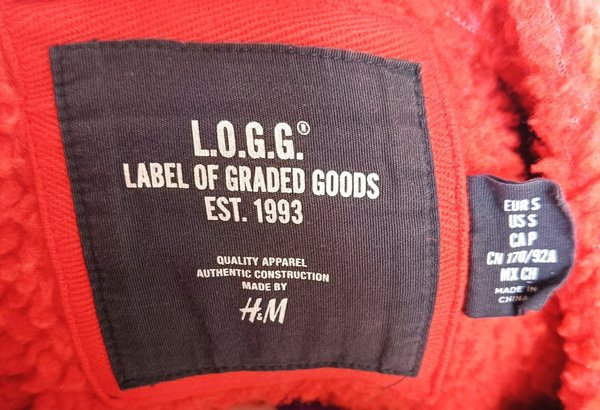 L.O.G.G.®
LABEL OF GRADED GOODS
EST. 1993
QUALITY APPAREL
AUTHENTIC CONSTRUCTION
MADE BY
H&M
EUR S
US S
CA P
CN 170/92A
MX CH
MADE IN
CHINA